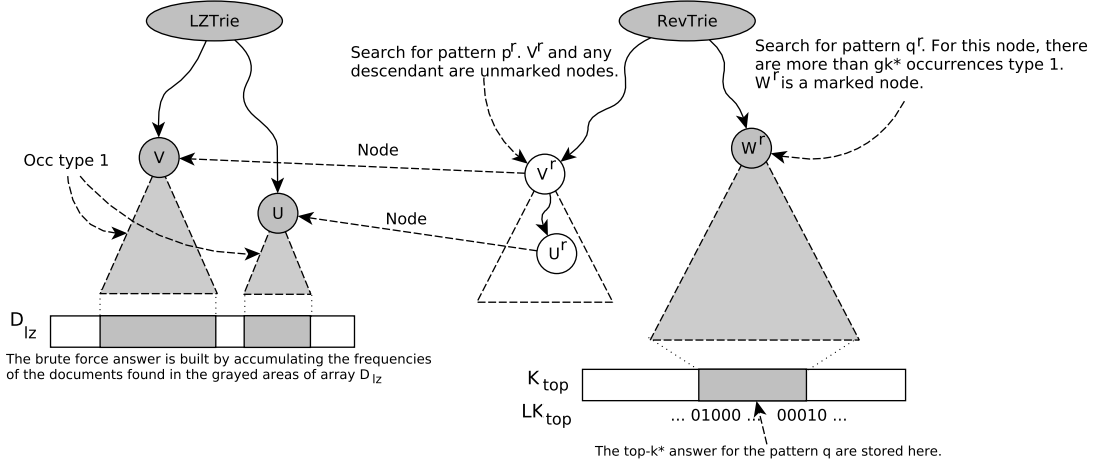 LZTrie
RevTrie
Search for pattern p^r. V^r and any
descendant are unmarked nodes.
Search for pattern q^r. For this node, there
are more than gk* occurrences type 1.
W^r is a marked node.
Occ type 1
V
Node
V^r
W^r
U
Node
U^r
D_lz
The brute force answer is built by accumulating the frequencies
of the documents found in the grayed areas of array D_lz
K_top
LK_top
... 01000 ... 00010 ...
The top-k* answer for the pattern q are stored here.